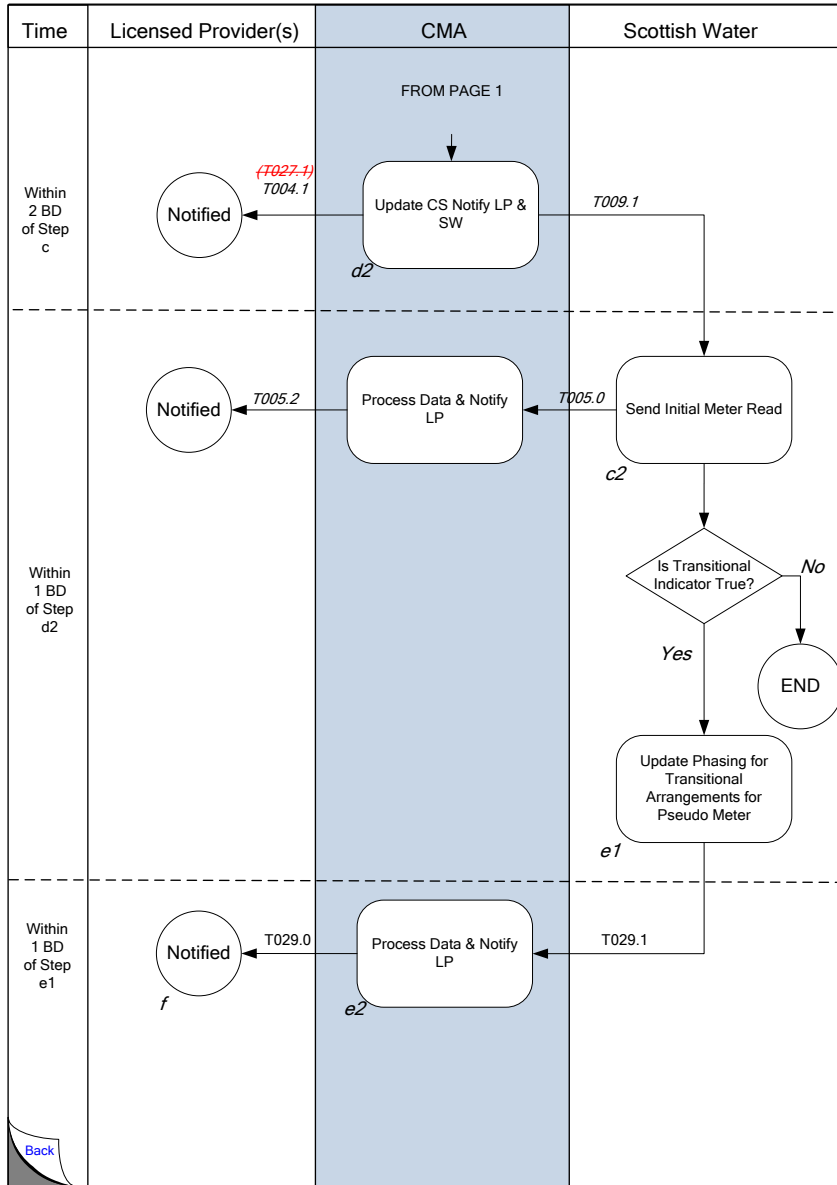 Time
Licensed Provider(s)
CMA
Scottish Water
FROM PAGE 1
Within
2 BD
of Step
c
Notified
(T027.1)
T004.1
Update CS Notify LP &
SW
d2
T009.1
Within
1 BD
of Step
d2
Notified
T005.2
Process Data & Notify
LP
T005.0
Send Initial Meter Read
c2
Is Transitional
Indicator True?
No
Yes
END
Update Phasing for
Transitional
Arrangements for
Pseudo Meter
e1
Within
1 BD
of Step
e1
Notified
f
T029.0
Process Data & Notify
LP
e2
T029.1
Back